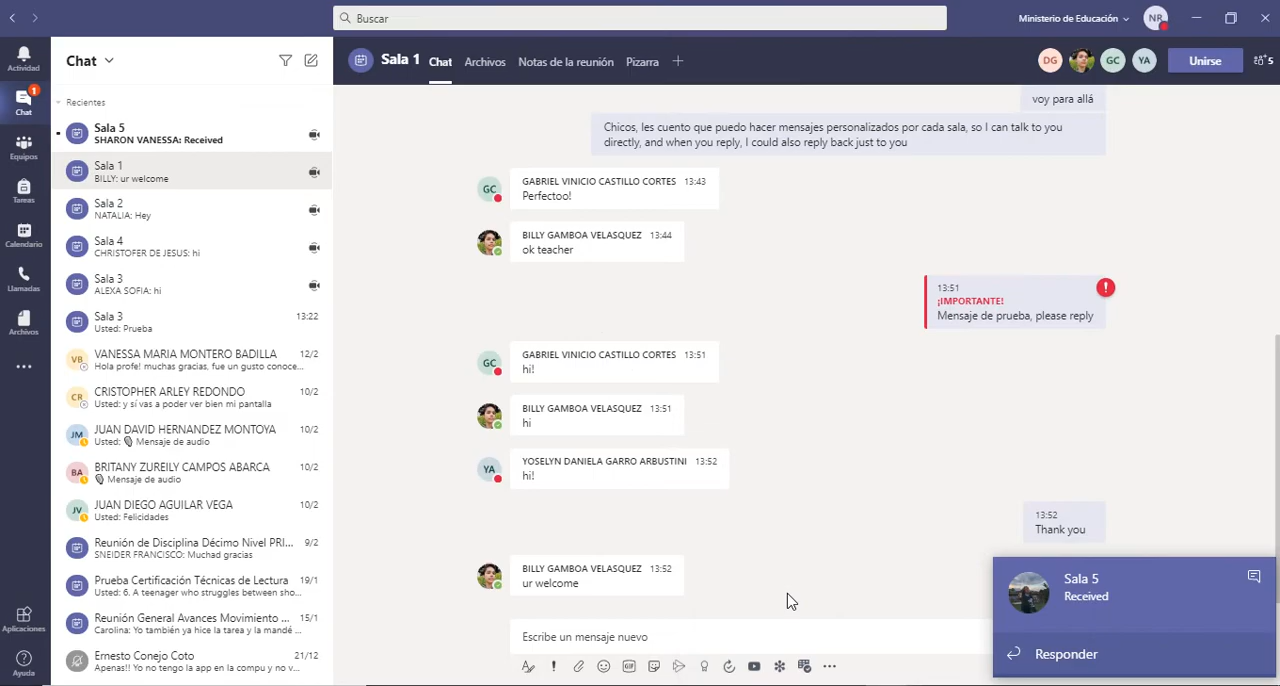 Buscar
Ministerio de Educación
NR
Actividad
1
Chat
Equipos
Tareas
Calendario
Llamadas
Archivos
Aplicaciones
Ayuda
Chat
Recientes
Sala 5
SHARON VANESSA: Received
Sala 1
BILLY: ur welcome
Sala 2
NATALIA: Hey
Sala 4
CHRISTOFER DE JESUS: hi
Sala 3
ALEXA SOFIA: hi
Sala 3 13:22
Usted: Prueba
VB
VANESSA MARIA MONTERO BADILLA 12/2
Hola profe! muchas gracias, fue un gusto conoce...
CR
CRISTOPHER ARLEY REDONDO 10/2
Usted: y sí vas a poder ver bien mi pantalla
JM
JUAN DAVID HERNANDEZ MONTOYA 10/2
Usted: Mensaje de audio
BA
BRITANY ZUREILY CAMPOS ABARCA 10/2
Mensaje de audio
JV
JUAN DIEGO AGUILAR VEGA 10/2
Usted: Felicidades
Reunión de Disciplina Décimo Nivel PRI... 9/2
SNEIDER FRANCISCO: Muchad gracias
Prueba Certificación Técnicas de Lectura 19/1
Usted: 6. A teenager who struggles between sho...
Reunión General Avances Movimiento ... 15/1
Carolina: Yo también ya hice la tarea y la mandé ...
Ernesto Conejo Coto 21/12
Apenas!! Yo no tengo la app en la compu y no v...
Sala 1 Chat Archivos Notas de la reunión Pizarra
DG GC YA Unirse 5
voy para allá
Chicos, les cuento que puedo hacer mensajes personalizados por cada sala, so I can talk to you
directly, and when you reply, I could also reply back just to you
GC
GABRIEL VINICIO CASTILLO CORTES 13:43
Perfectoo!
BILLY GAMBOA VELASQUEZ 13:44
ok teacher
13:51
¡IMPORTANTE!
Mensaje de prueba, please reply
GC
GABRIEL VINICIO CASTILLO CORTES 13:51
hi!
BILLY GAMBOA VELASQUEZ 13:51
hi
YA
YOSELYN DANIELA GARRO ARBUSTINI 13:52
hi!
13:52
Thank you
BILLY GAMBOA VELASQUEZ 13:52
ur welcome
Escribe un mensaje nuevo
GIF
Sala 5
Received
Responder